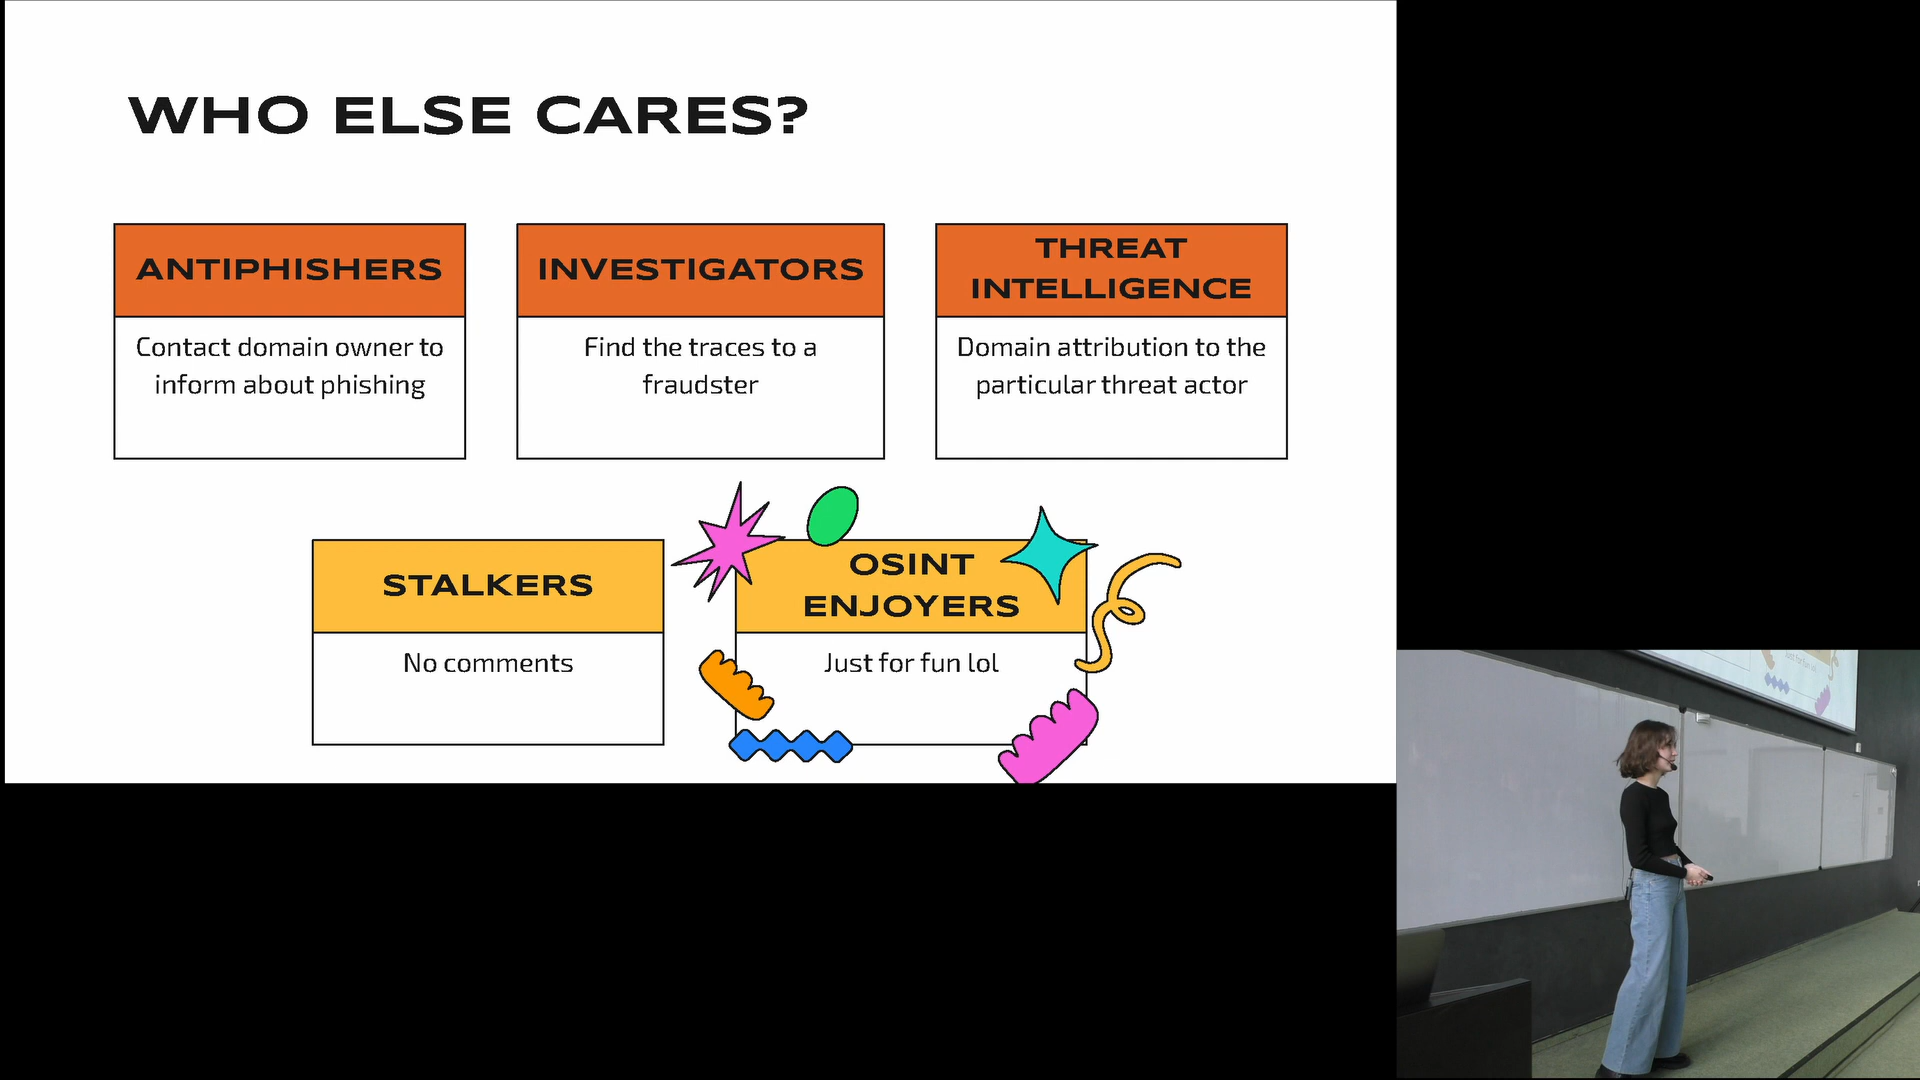 WHO ELSE CARES?
ANTIPHISHERS
Contact domain owner to
inform about phishing
INVESTIGATORS
Find the traces to a
fraudster
THREAT
INTELLIGENCE
Domain attribution to the
particular threat actor
STALKERS
No comments
OSINT
ENJOYERS
Just for fun lol